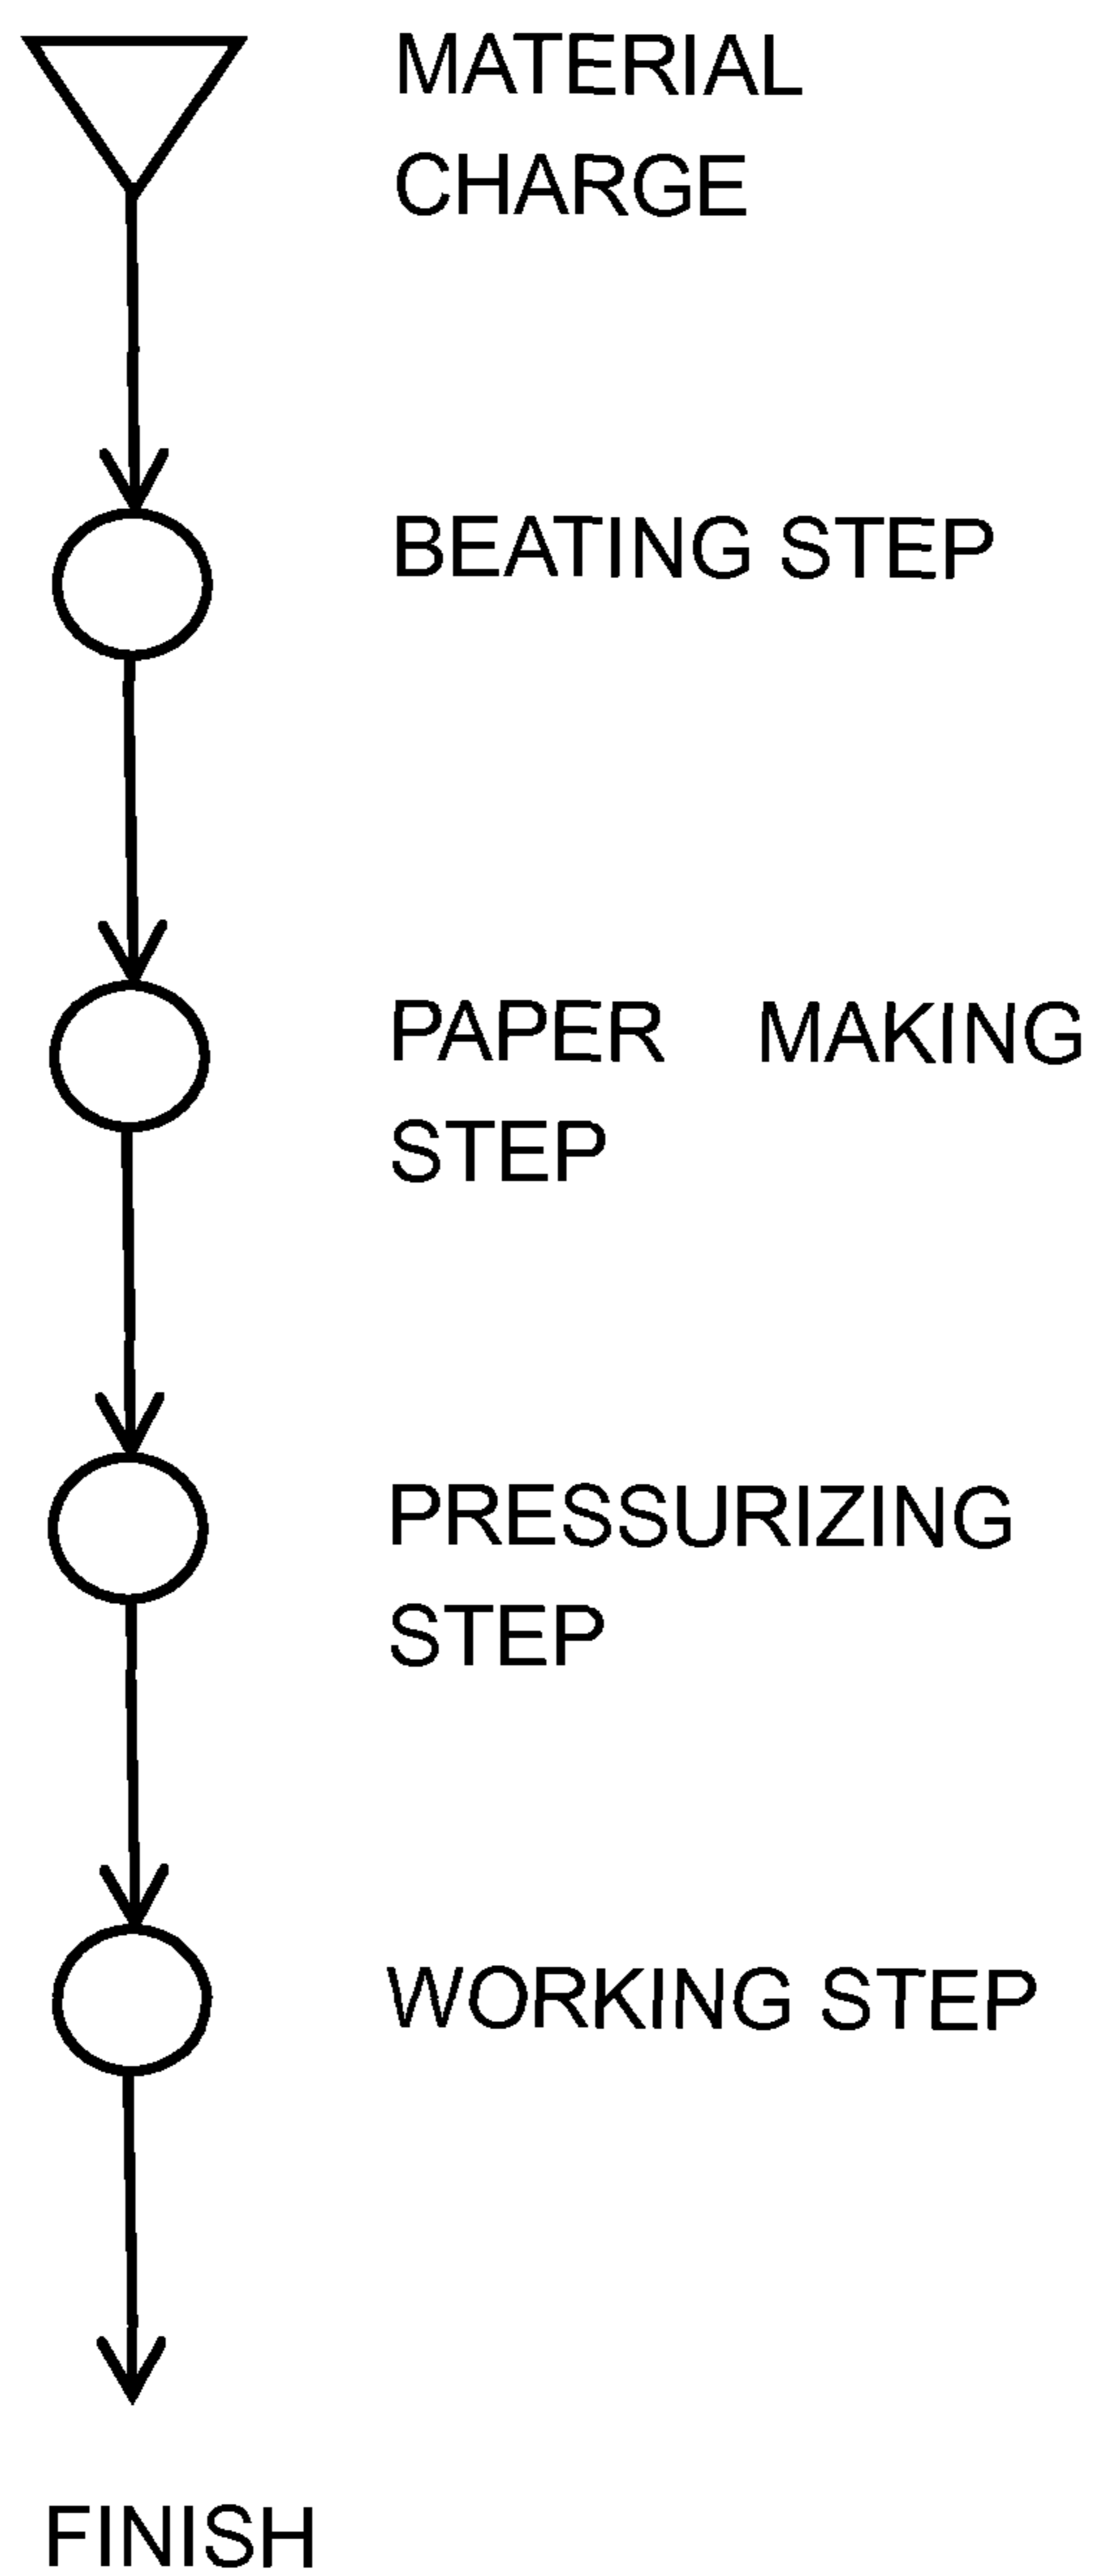 MATERIAL
CHARGE
BEATING STEP
PAPER MAKING
STEP
PRESSURIZING
STEP
WORKING STEP
FINISH